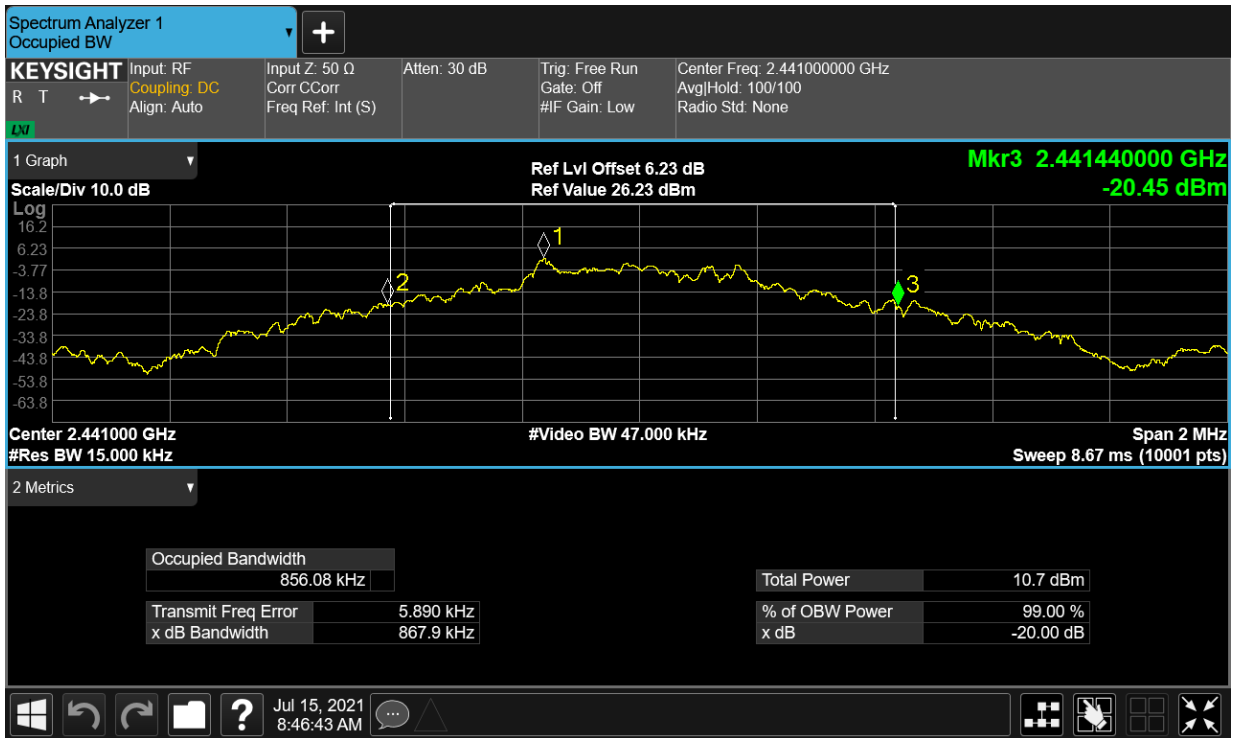 Spectrum Analyzer 1
Occupied BW
+
KEYSIGHT
R T
LXI
Input: RF
Coupling: DC
Align: Auto
Input Z: 50 Ω
Corr CCorr
Freq Ref: Int (S)
Atten: 30 dB
Trig: Free Run
Gate: Off
#IF Gain: Low
Center Freq: 2.441000000 GHz
Avg|Hold: 100/100
Radio Std: None
1 Graph
Scale/Div 10.0 dB
Ref Lvl Offset 6.23 dB
Ref Value 26.23 dBm
Mkr3 2.441440000 GHz
-20.45 dBm
Log
16.2
6.23
-3.77
-13.8
-23.8
-33.8
-43.8
-53.8
-63.8
1
2
3
Center 2.441000 GHz
#Video BW 47.000 kHz
Span 2 MHz
#Res BW 15.000 kHz
Sweep 8.67 ms (10001 pts)
2 Metrics
Occupied Bandwidth
856.08 kHz
Transmit Freq Error 5.890 kHz
x dB Bandwidth 867.9 kHz
Total Power 10.7 dBm
% of OBW Power 99.00 %
x dB -20.00 dB
?
Jul 15, 2021
8:46:43 AM